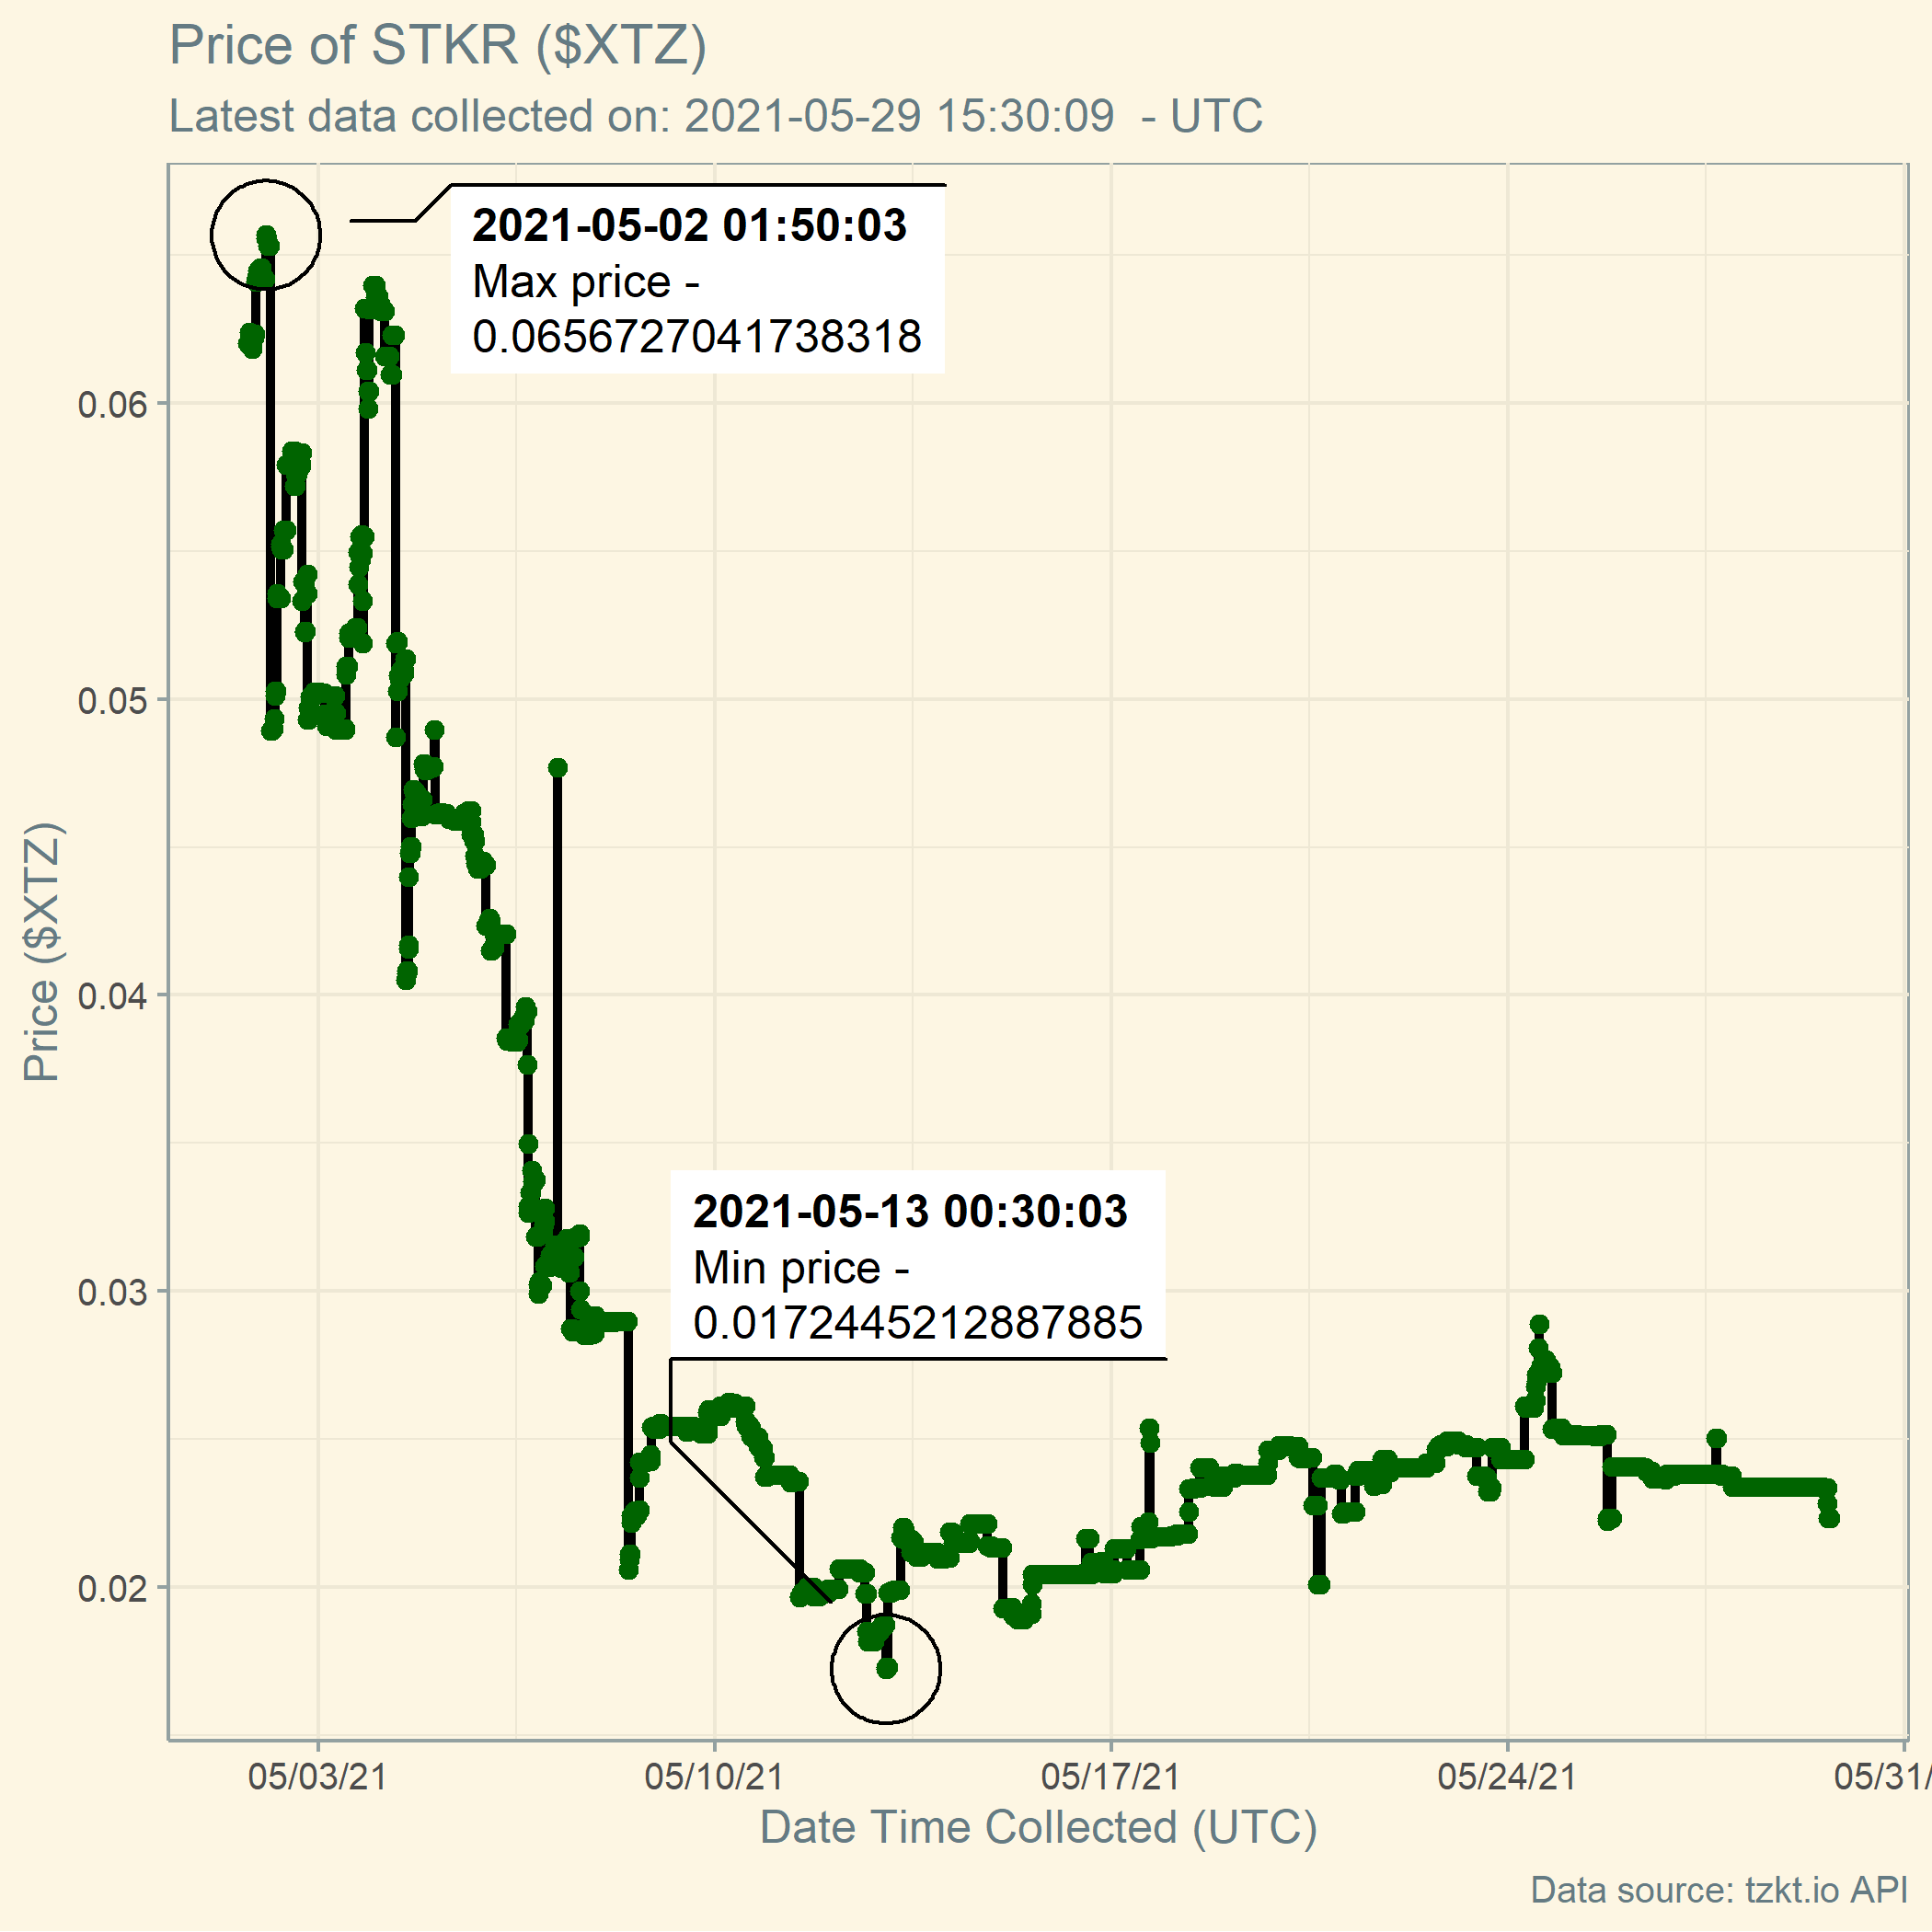 Price of STKR ($XTZ)
Latest data collected on: 2021-05-29 15:30:09  - UTC
2021-05-02 01:50:03
Max price -
0.0656727041738318
0.06
0.05
0.04
0.03
0.02
Price ($XTZ)
2021-05-13 00:30:03
Min price -
0.0172445212887885
05/03/21
05/10/21
05/17/21
05/24/21
05/31/
Date Time Collected (UTC)
Data source: tzkt.io API